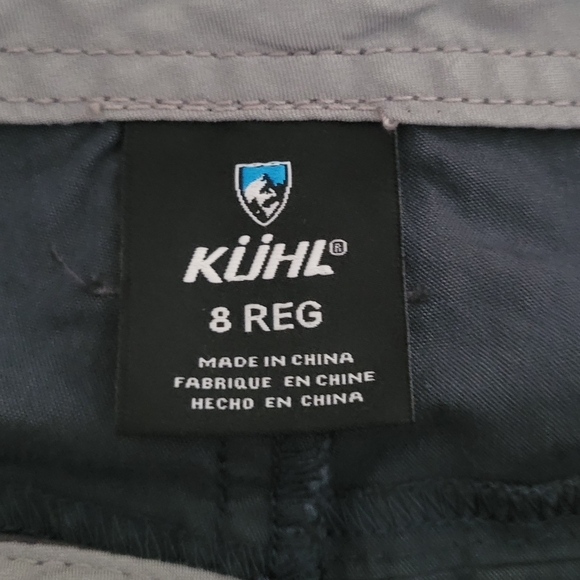 KÜHL®
8 REG
MADE IN CHINA
FABRIQUE EN CHINE
HECHO EN CHINA